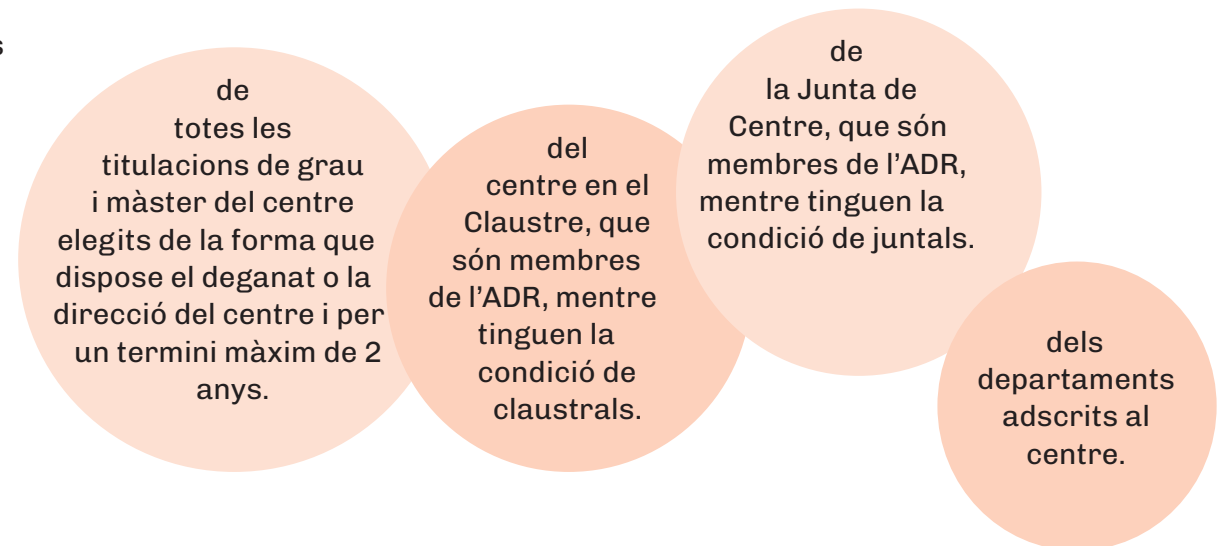 s
de
totes les
titulacions de grau
i màster del centre
elegits de la forma que
dispose el deganat o la
direcció del centre i per
un termini màxim de 2
anys.
del
centre en el
Claustre, que
són membres
de l'ADR, mentre
tinguen la
condició de
claustrals.
de
la Junta de
Centre, que són
membres de l'ADR,
mentre tinguen la
condició de juntals.
dels
departaments
adscrits al
centre.